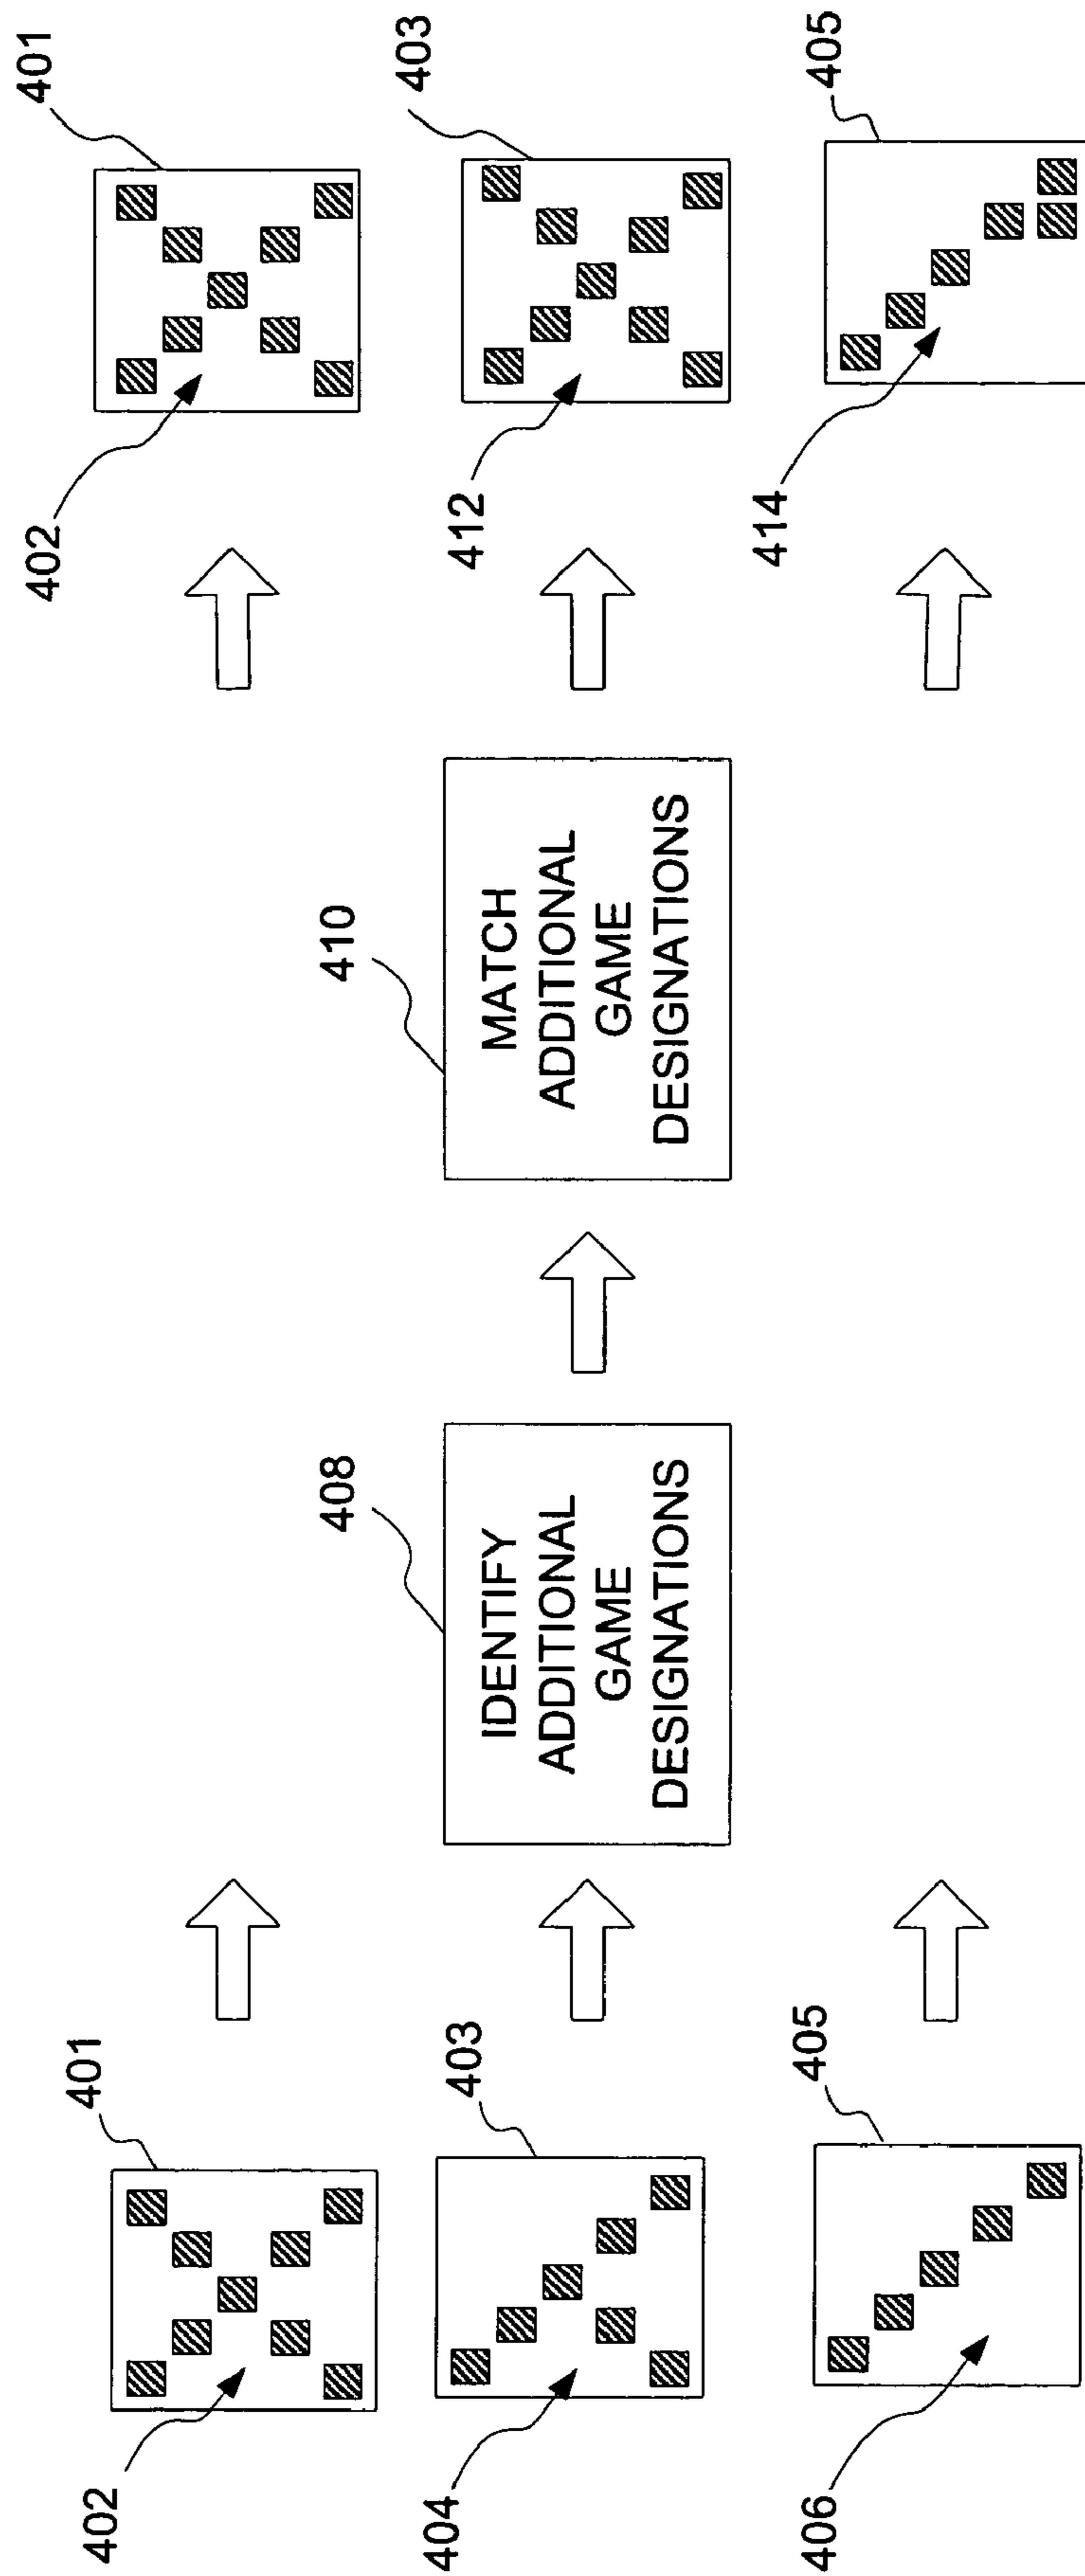 401
402
403
404
405
406
408
IDENTIFY
ADDITIONAL
GAME
DESIGNATIONS
410
MATCH
ADDITIONAL
GAME
DESIGNATIONS
401
402
403
412
405
414